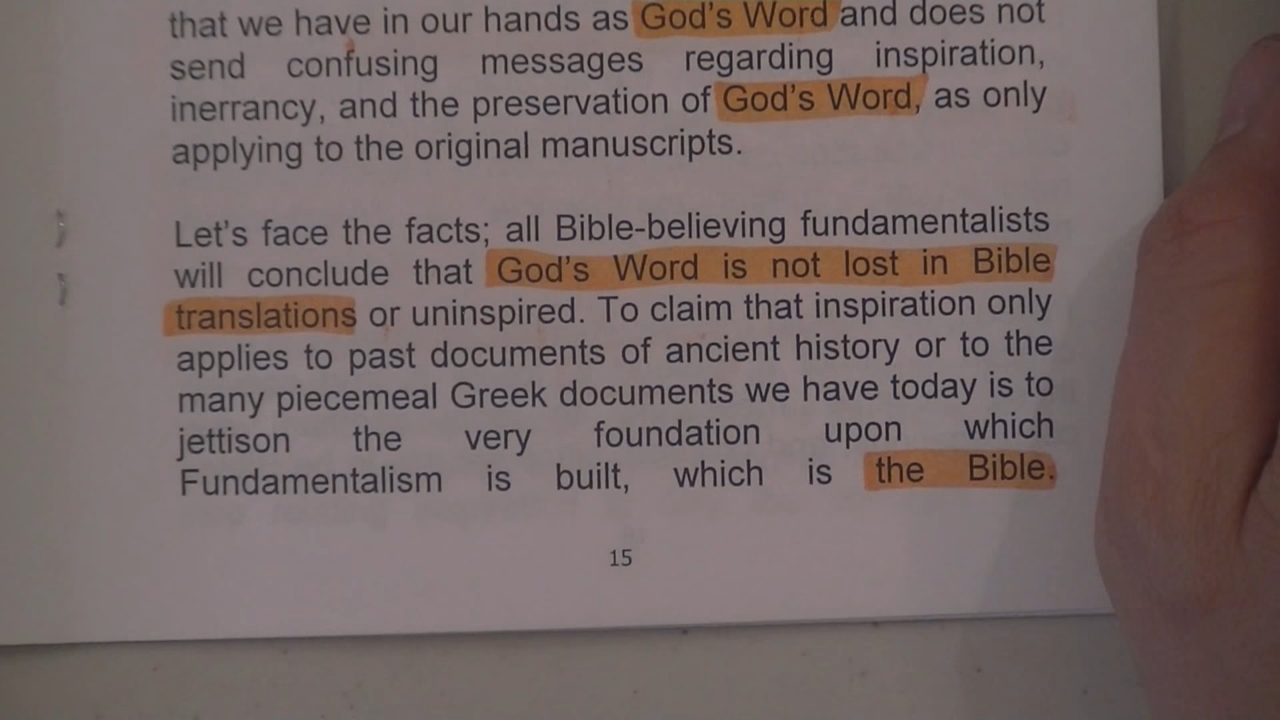 that we have in our hands as God's Word and does not
send confusing messages regarding inspiration,
inerrancy, and the preservation of God's Word, as only
applying to the original manuscripts.
Let's face the facts; all Bible-believing fundamentalists
will conclude that God's Word is not lost in Bible
translations or uninspired. To claim that inspiration only
applies to past documents of ancient history or to the
many piecemeal Greek documents we have today is to
jettison the very foundation upon which
Fundamentalism is built, which is the Bible.
15